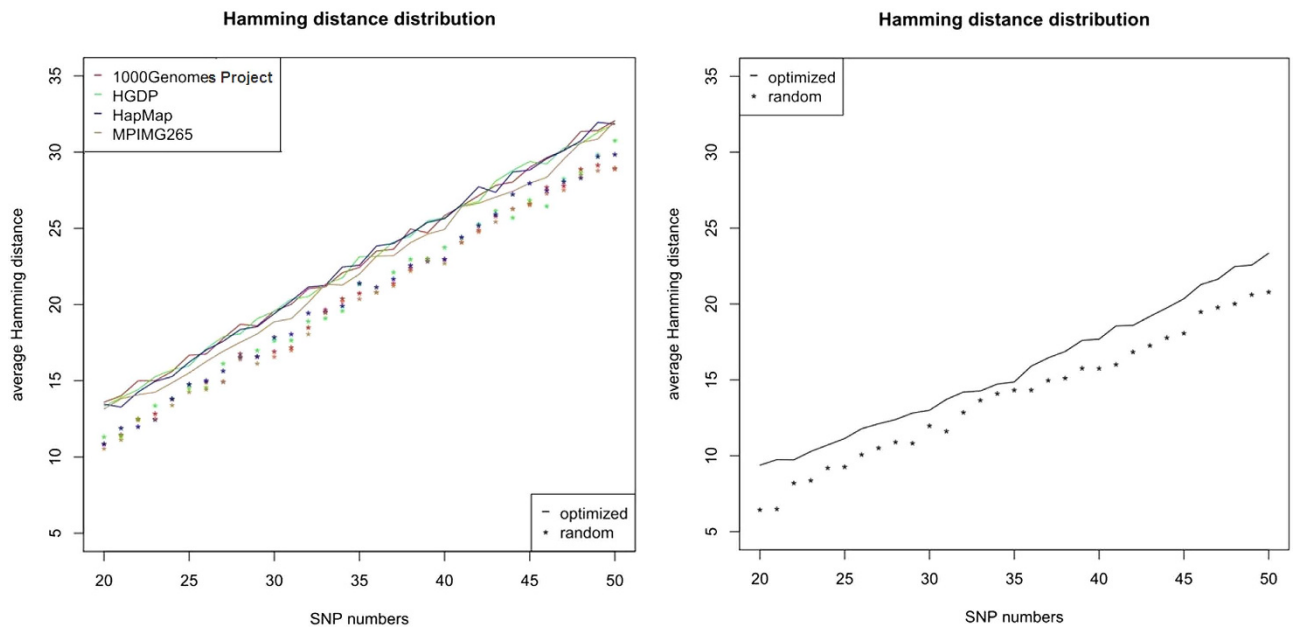 Hamming distance distribution
35
30
25
20
15
10
5
average Hamming distance
1000Genomes Project
HGDP
HapMap
MPIMG265
optimized
random
20 25 30 35 40 45 50
SNP numbers
Hamming distance distribution
35
30
25
20
15
10
5
average Hamming distance
optimized
random
20 25 30 35 40 45 50
SNP numbers